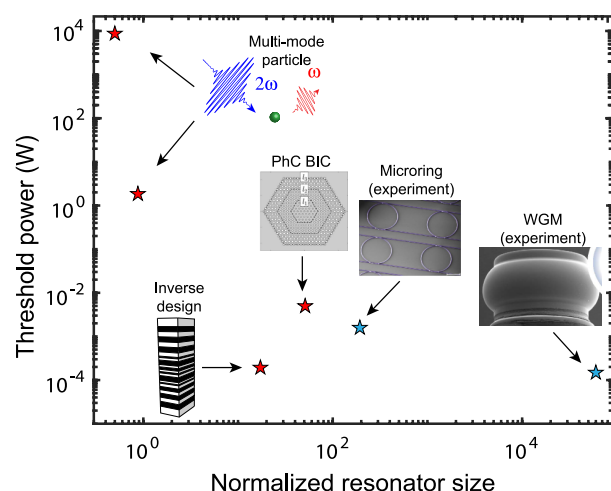 Threshold power (W)
10⁴
10²
10⁰
10⁻²
10⁻⁴
Multi-mode
particle
2ω
ω
PhC BIC
Microring
(experiment)
WGM
(experiment)
Inverse
design
10⁰
10²
10⁴
Normalized resonator size